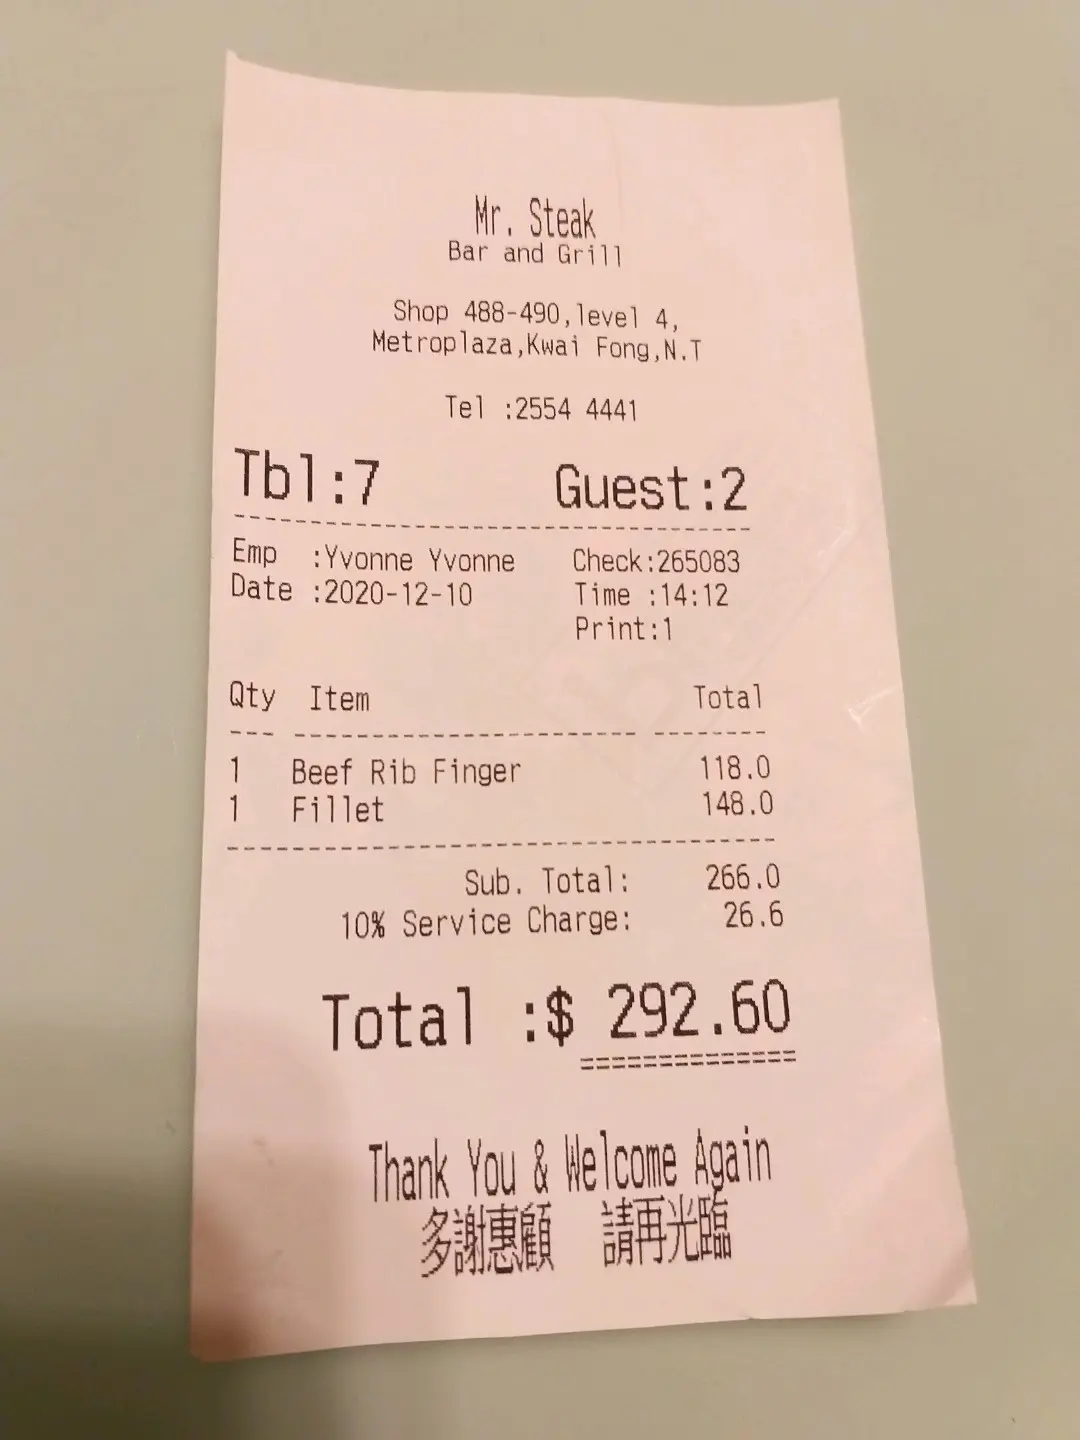 Mr. Steak
Bar and Grill
Shop 488-490,level 4,
Metroplaza,Kwai Fong,N.T
Tel :2554 4441
Tbl:7 Guest:2
Emp :Yvonne Yvonne Check:265083
Date :2020-12-10 Time :14:12
Print:1
Qty Item Total
1 Beef Rib Finger 118.0
1 Fillet 148.0
Sub. Total: 266.0
10% Service Charge: 26.6
Total :$ 292.60
Thank You & Welcome Again
多謝惠顧 請再光臨